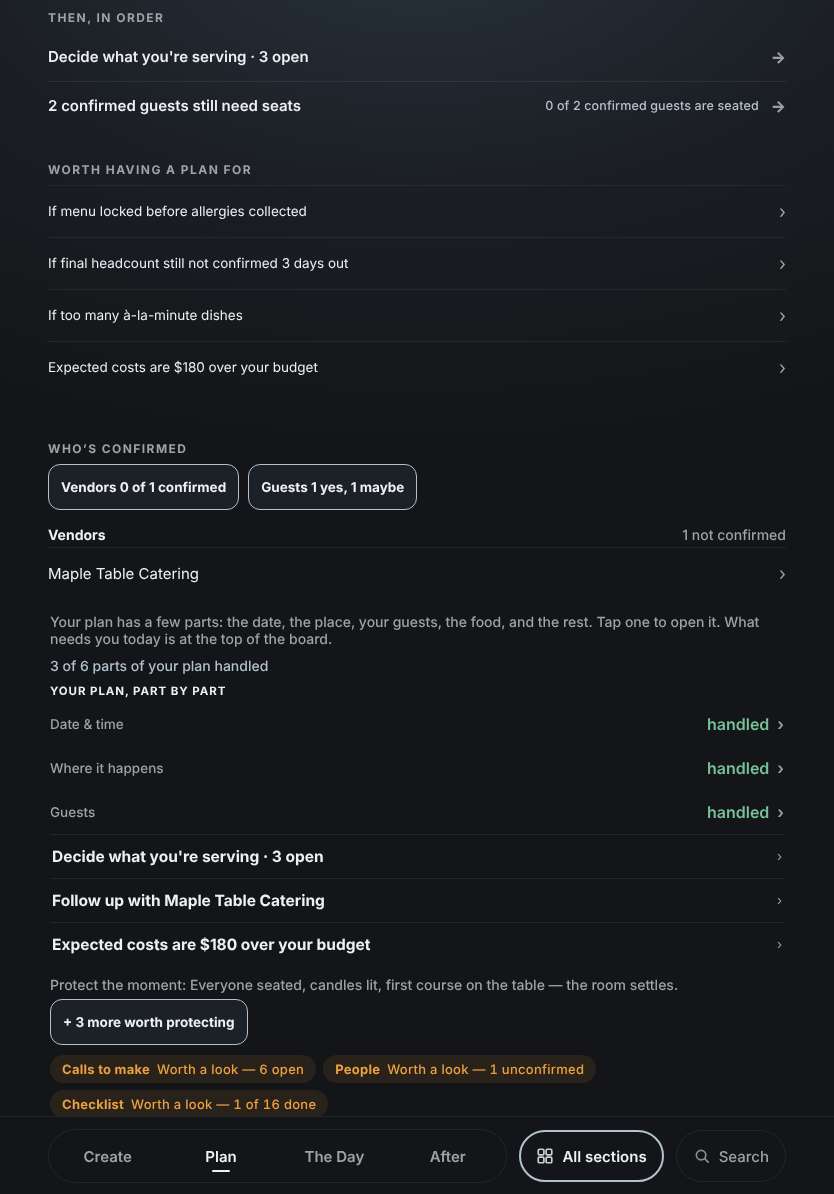 THEN, IN ORDER
Decide what you're serving · 3 open
2 confirmed guests still need seats 0 of 2 confirmed guests are seated
WORTH HAVING A PLAN FOR
If menu locked before allergies collected
If final headcount still not confirmed 3 days out
If too many à-la-minute dishes
Expected costs are $180 over your budget
WHO'S CONFIRMED
Vendors 0 of 1 confirmed Guests 1 yes, 1 maybe
Vendors 1 not confirmed
Maple Table Catering
Your plan has a few parts: the date, the place, your guests, the food, and the rest. Tap one to open it. What
needs you today is at the top of the board.
3 of 6 parts of your plan handled
YOUR PLAN, PART BY PART
Date & time handled
Where it happens handled
Guests handled
Decide what you're serving · 3 open
Follow up with Maple Table Catering
Expected costs are $180 over your budget
Protect the moment: Everyone seated, candles lit, first course on the table — the room settles.
+ 3 more worth protecting
Calls to make Worth a look — 6 open People Worth a look — 1 unconfirmed
Checklist Worth a look — 1 of 16 done
Create Plan The Day After All sections Search